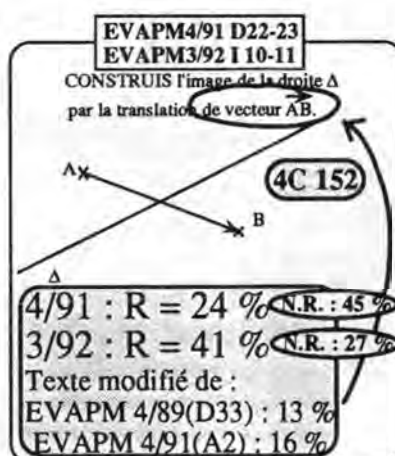 EVAPM4/91 D22-23
EVAPM3/92 I 10-11
CONSTRUIS l'image de la droite Δ
par la translation de vecteur AB.
A
4C 152
B
Δ
4/91 : R = 24 % N.R. : 45 %
3/92 : R = 41 % N.R. : 27 %
Texte modifié de :
EVAPM 4/89(D33) : 13 %
EVAPM 4/91(A2) : 16 %